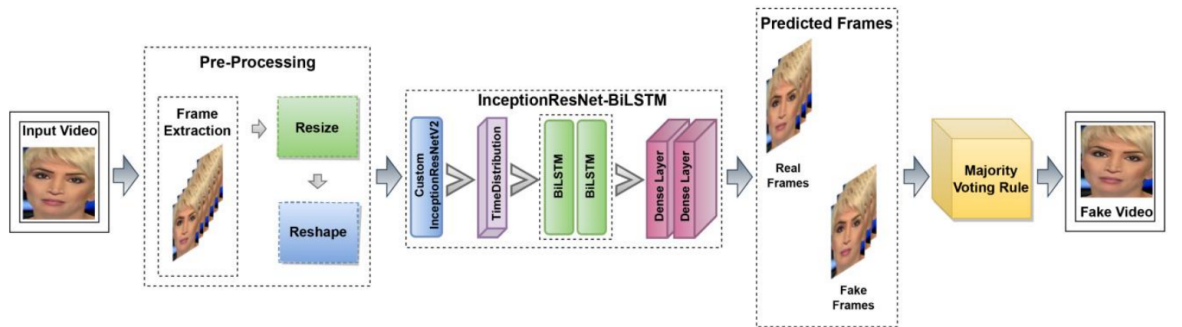 Input Video
Pre-Processing
Frame
Extraction
Resize
Reshape
InceptionResNet-BiLSTM
Custom
InceptionResNetV2
TimeDistribution
BiLSTM
BiLSTM
Dense Layer
Dense Layer
Predicted Frames
Real
Frames
Fake
Frames
Majority
Voting Rule
Fake Video